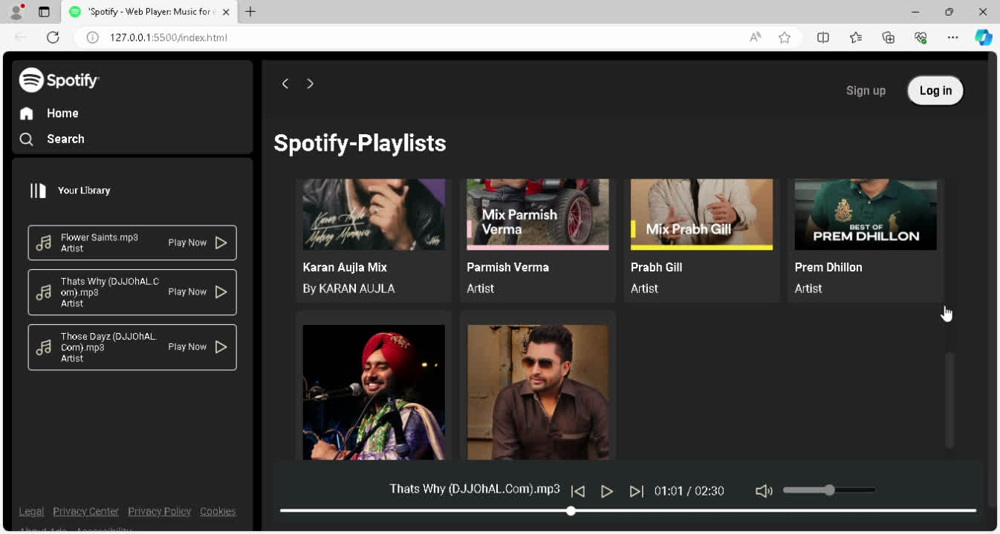 'Spotify - Web Player: Music for e
127.0.0.1:5500/index.html
Spotify
Home
Search
Your Library
Flower Saints.mp3
Artist
Play Now
Thats Why (DJJOhAL.C
om).mp3
Artist
Play Now
Those Dayz (DJJOhAL.
Com).mp3
Artist
Play Now
Legal Privacy Center Privacy Policy Cookies
About Ads Accessibility
Sign up
Log in
Spotify-Playlists
Karan Aujla
Making Memories
Karan Aujla Mix
By KARAN AUJLA
Mix Parmish
Verma
Parmish Verma
Artist
Mix Prabh Gill
Prabh Gill
Artist
BEST OF
PREM DHILLON
Prem Dhillon
Artist
Thats Why (DJJOhAL.Com).mp3
01:01 / 02:30